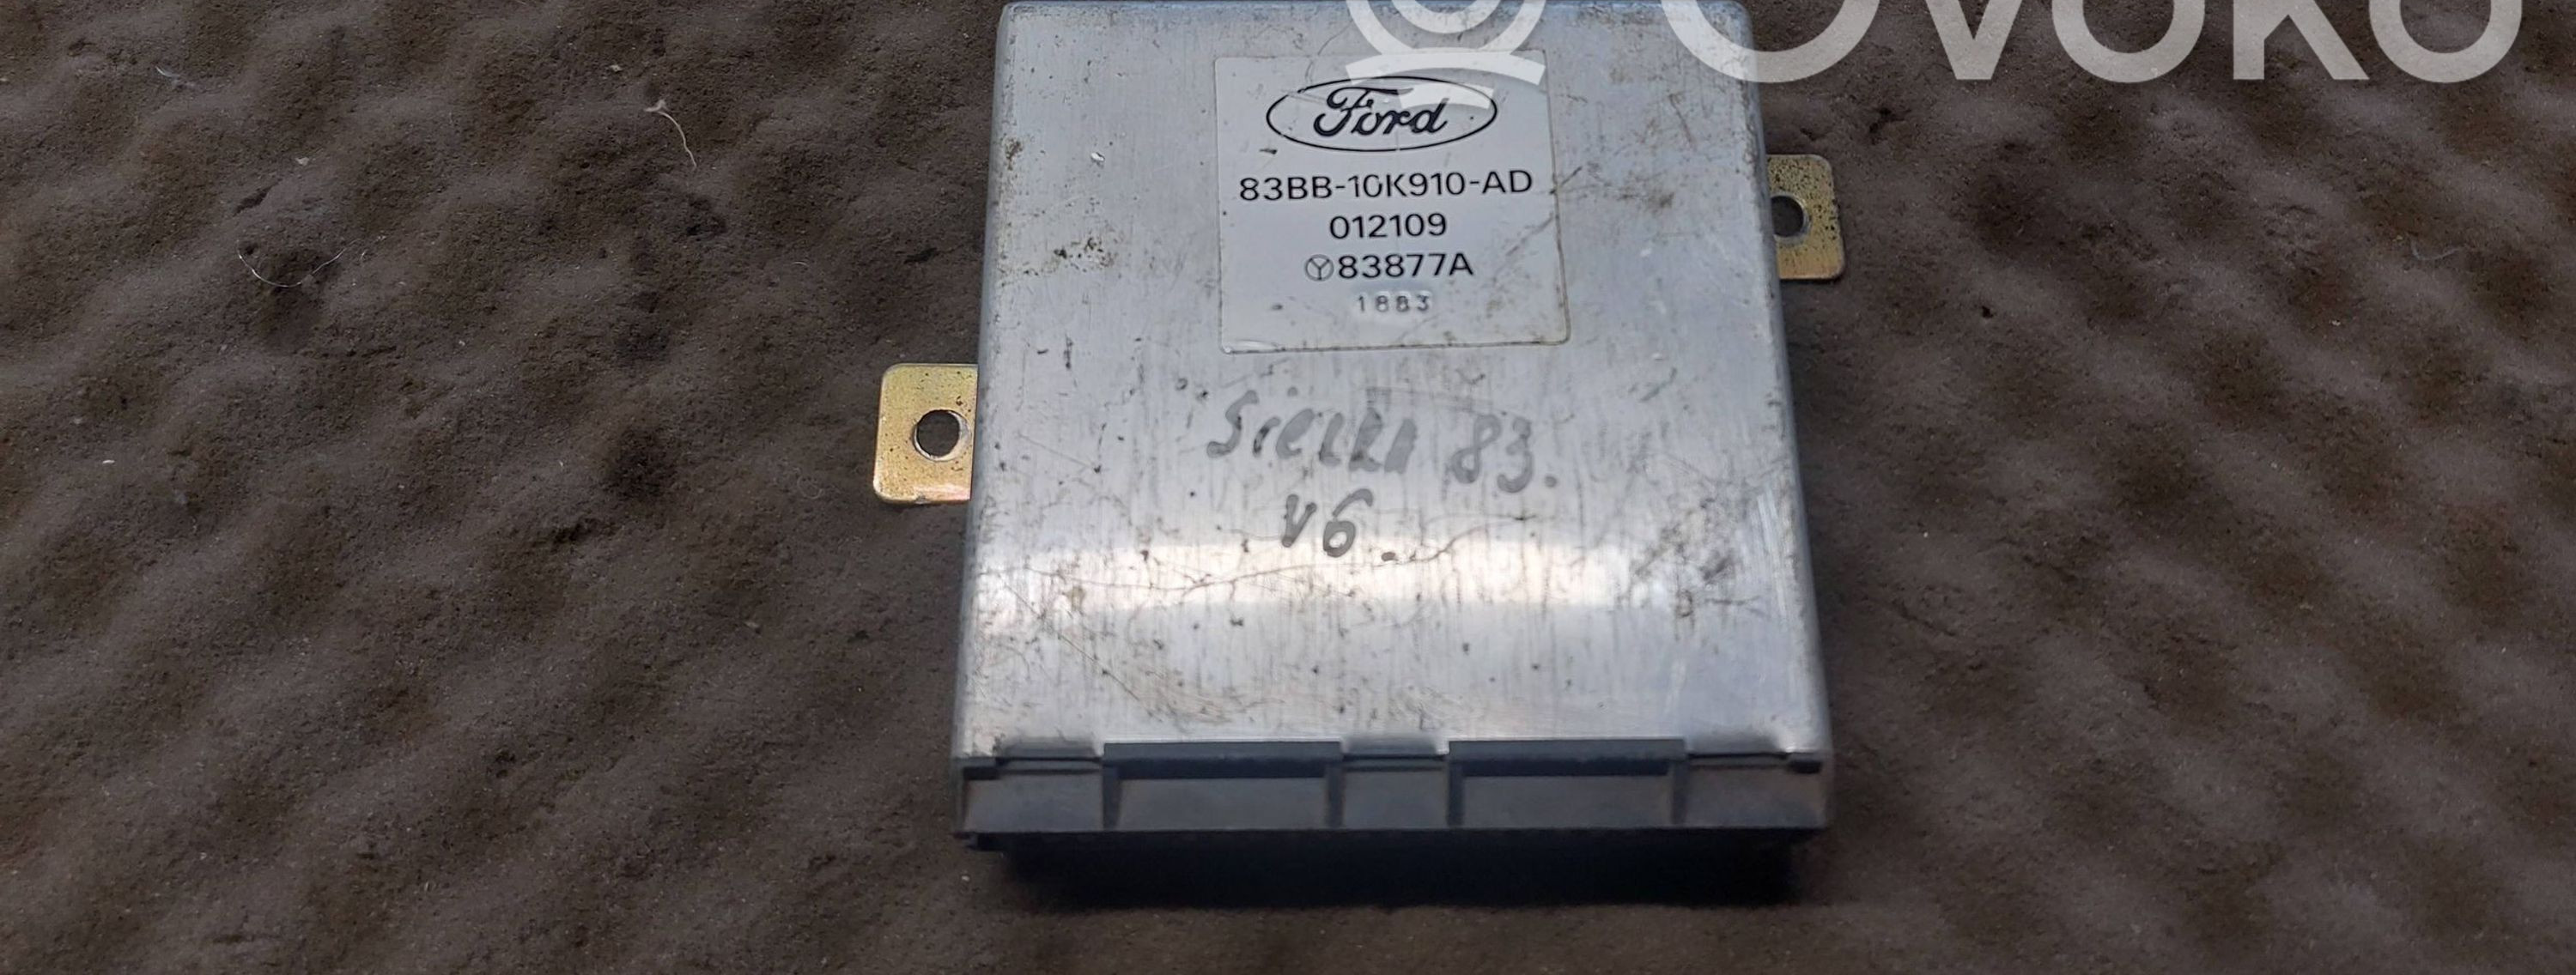 OVOKO
Ford
83BB-10K910-AD
012109
83877A
1883
Sierra 83.
V6.